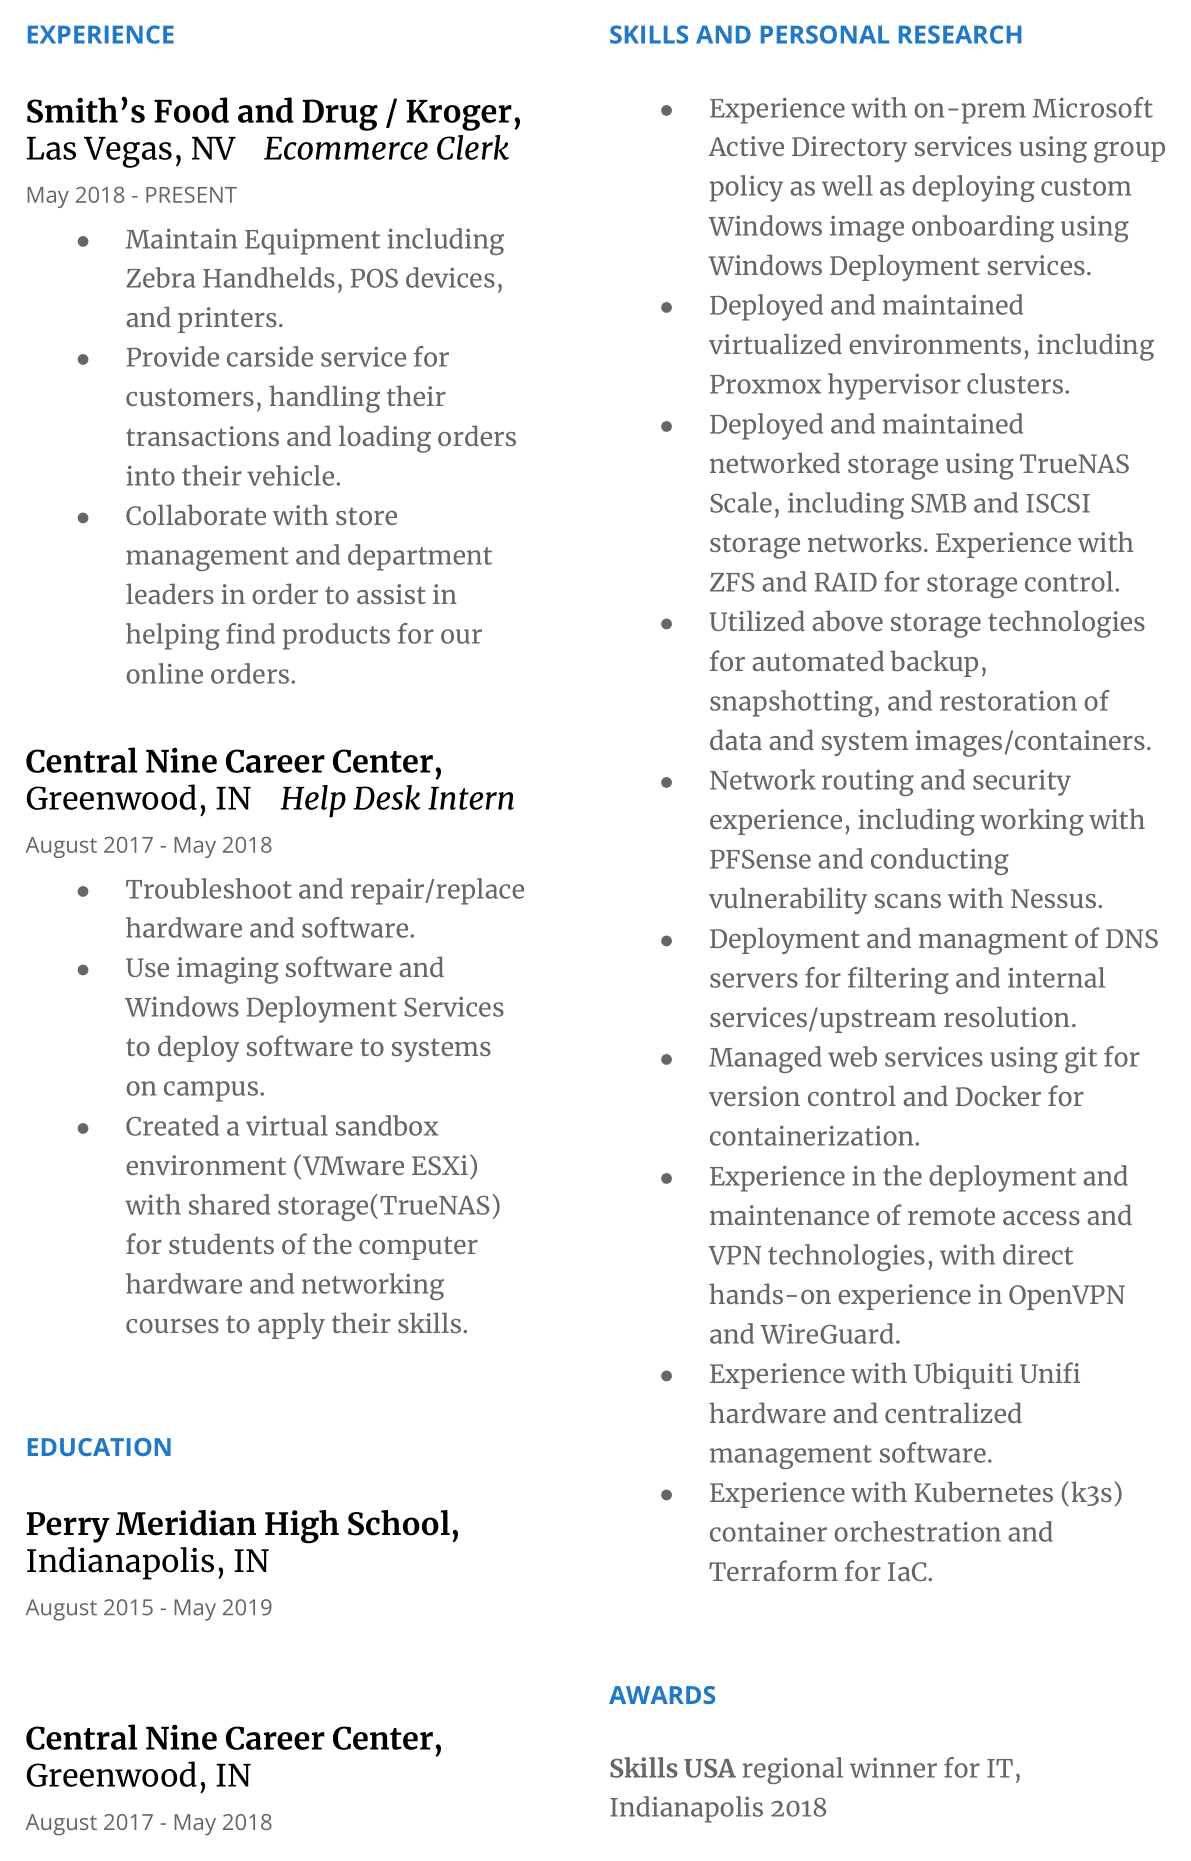 EXPERIENCE
Smith’s Food and Drug / Kroger,
Las Vegas, NV Ecommerce Clerk
May 2018 - PRESENT
● Maintain Equipment including
Zebra Handhelds, POS devices,
and printers.
● Provide carside service for
customers, handling their
transactions and loading orders
into their vehicle.
● Collaborate with store
management and department
leaders in order to assist in
helping find products for our
online orders.
Central Nine Career Center,
Greenwood, IN Help Desk Intern
August 2017 - May 2018
● Troubleshoot and repair/replace
hardware and software.
● Use imaging software and
Windows Deployment Services
to deploy software to systems
on campus.
● Created a virtual sandbox
environment (VMware ESXi)
with shared storage(TrueNAS)
for students of the computer
hardware and networking
courses to apply their skills.
EDUCATION
Perry Meridian High School,
Indianapolis, IN
August 2015 - May 2019
Central Nine Career Center,
Greenwood, IN
August 2017 - May 2018
SKILLS AND PERSONAL RESEARCH
● Experience with on-prem Microsoft
Active Directory services using group
policy as well as deploying custom
Windows image onboarding using
Windows Deployment services.
● Deployed and maintained
virtualized environments, including
Proxmox hypervisor clusters.
● Deployed and maintained
networked storage using TrueNAS
Scale, including SMB and ISCSI
storage networks. Experience with
ZFS and RAID for storage control.
● Utilized above storage technologies
for automated backup,
snapshotting, and restoration of
data and system images/containers.
● Network routing and security
experience, including working with
PFSense and conducting
vulnerability scans with Nessus.
● Deployment and managment of DNS
servers for filtering and internal
services/upstream resolution.
● Managed web services using git for
version control and Docker for
containerization.
● Experience in the deployment and
maintenance of remote access and
VPN technologies, with direct
hands-on experience in OpenVPN
and WireGuard.
● Experience with Ubiquiti Unifi
hardware and centralized
management software.
● Experience with Kubernetes (k3s)
container orchestration and
Terraform for IaC.
AWARDS
Skills USA regional winner for IT,
Indianapolis 2018